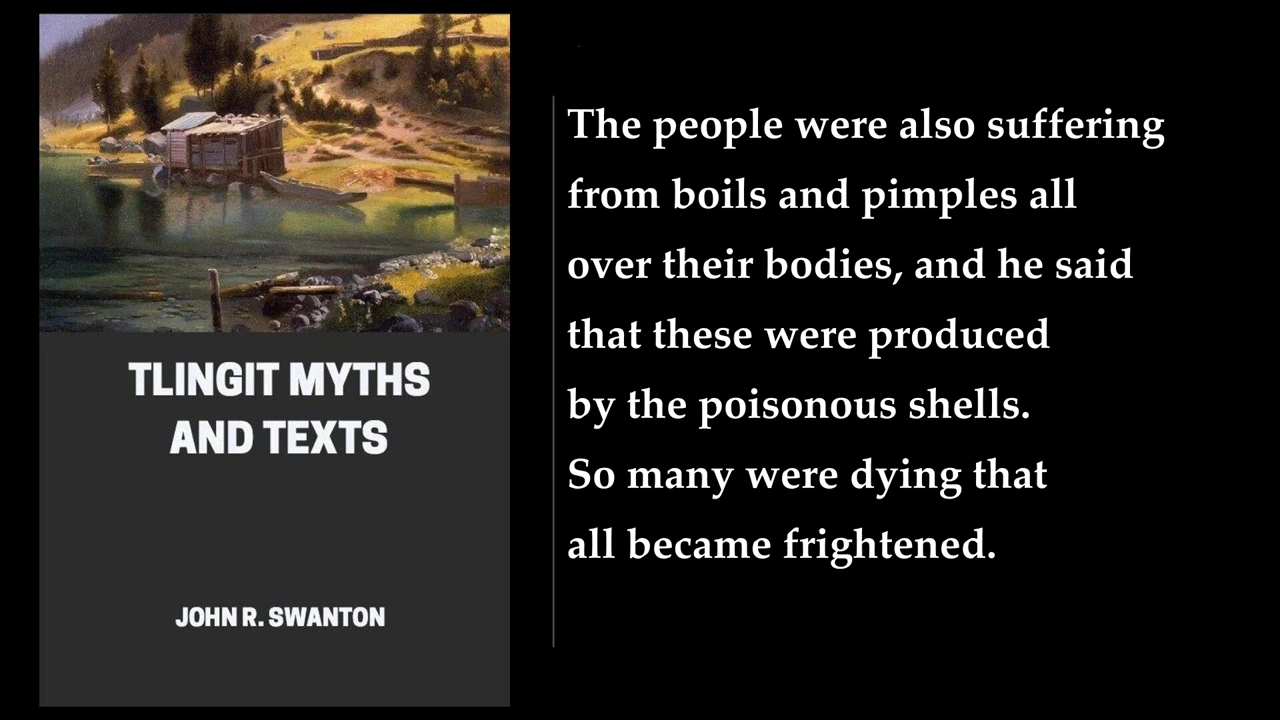 TLINGIT MYTHS
AND TEXTS
JOHN R. SWANTON
The people were also suffering
from boils and pimples all
over their bodies, and he said
that these were produced
by the poisonous shells.
So many were dying that
all became frightened.